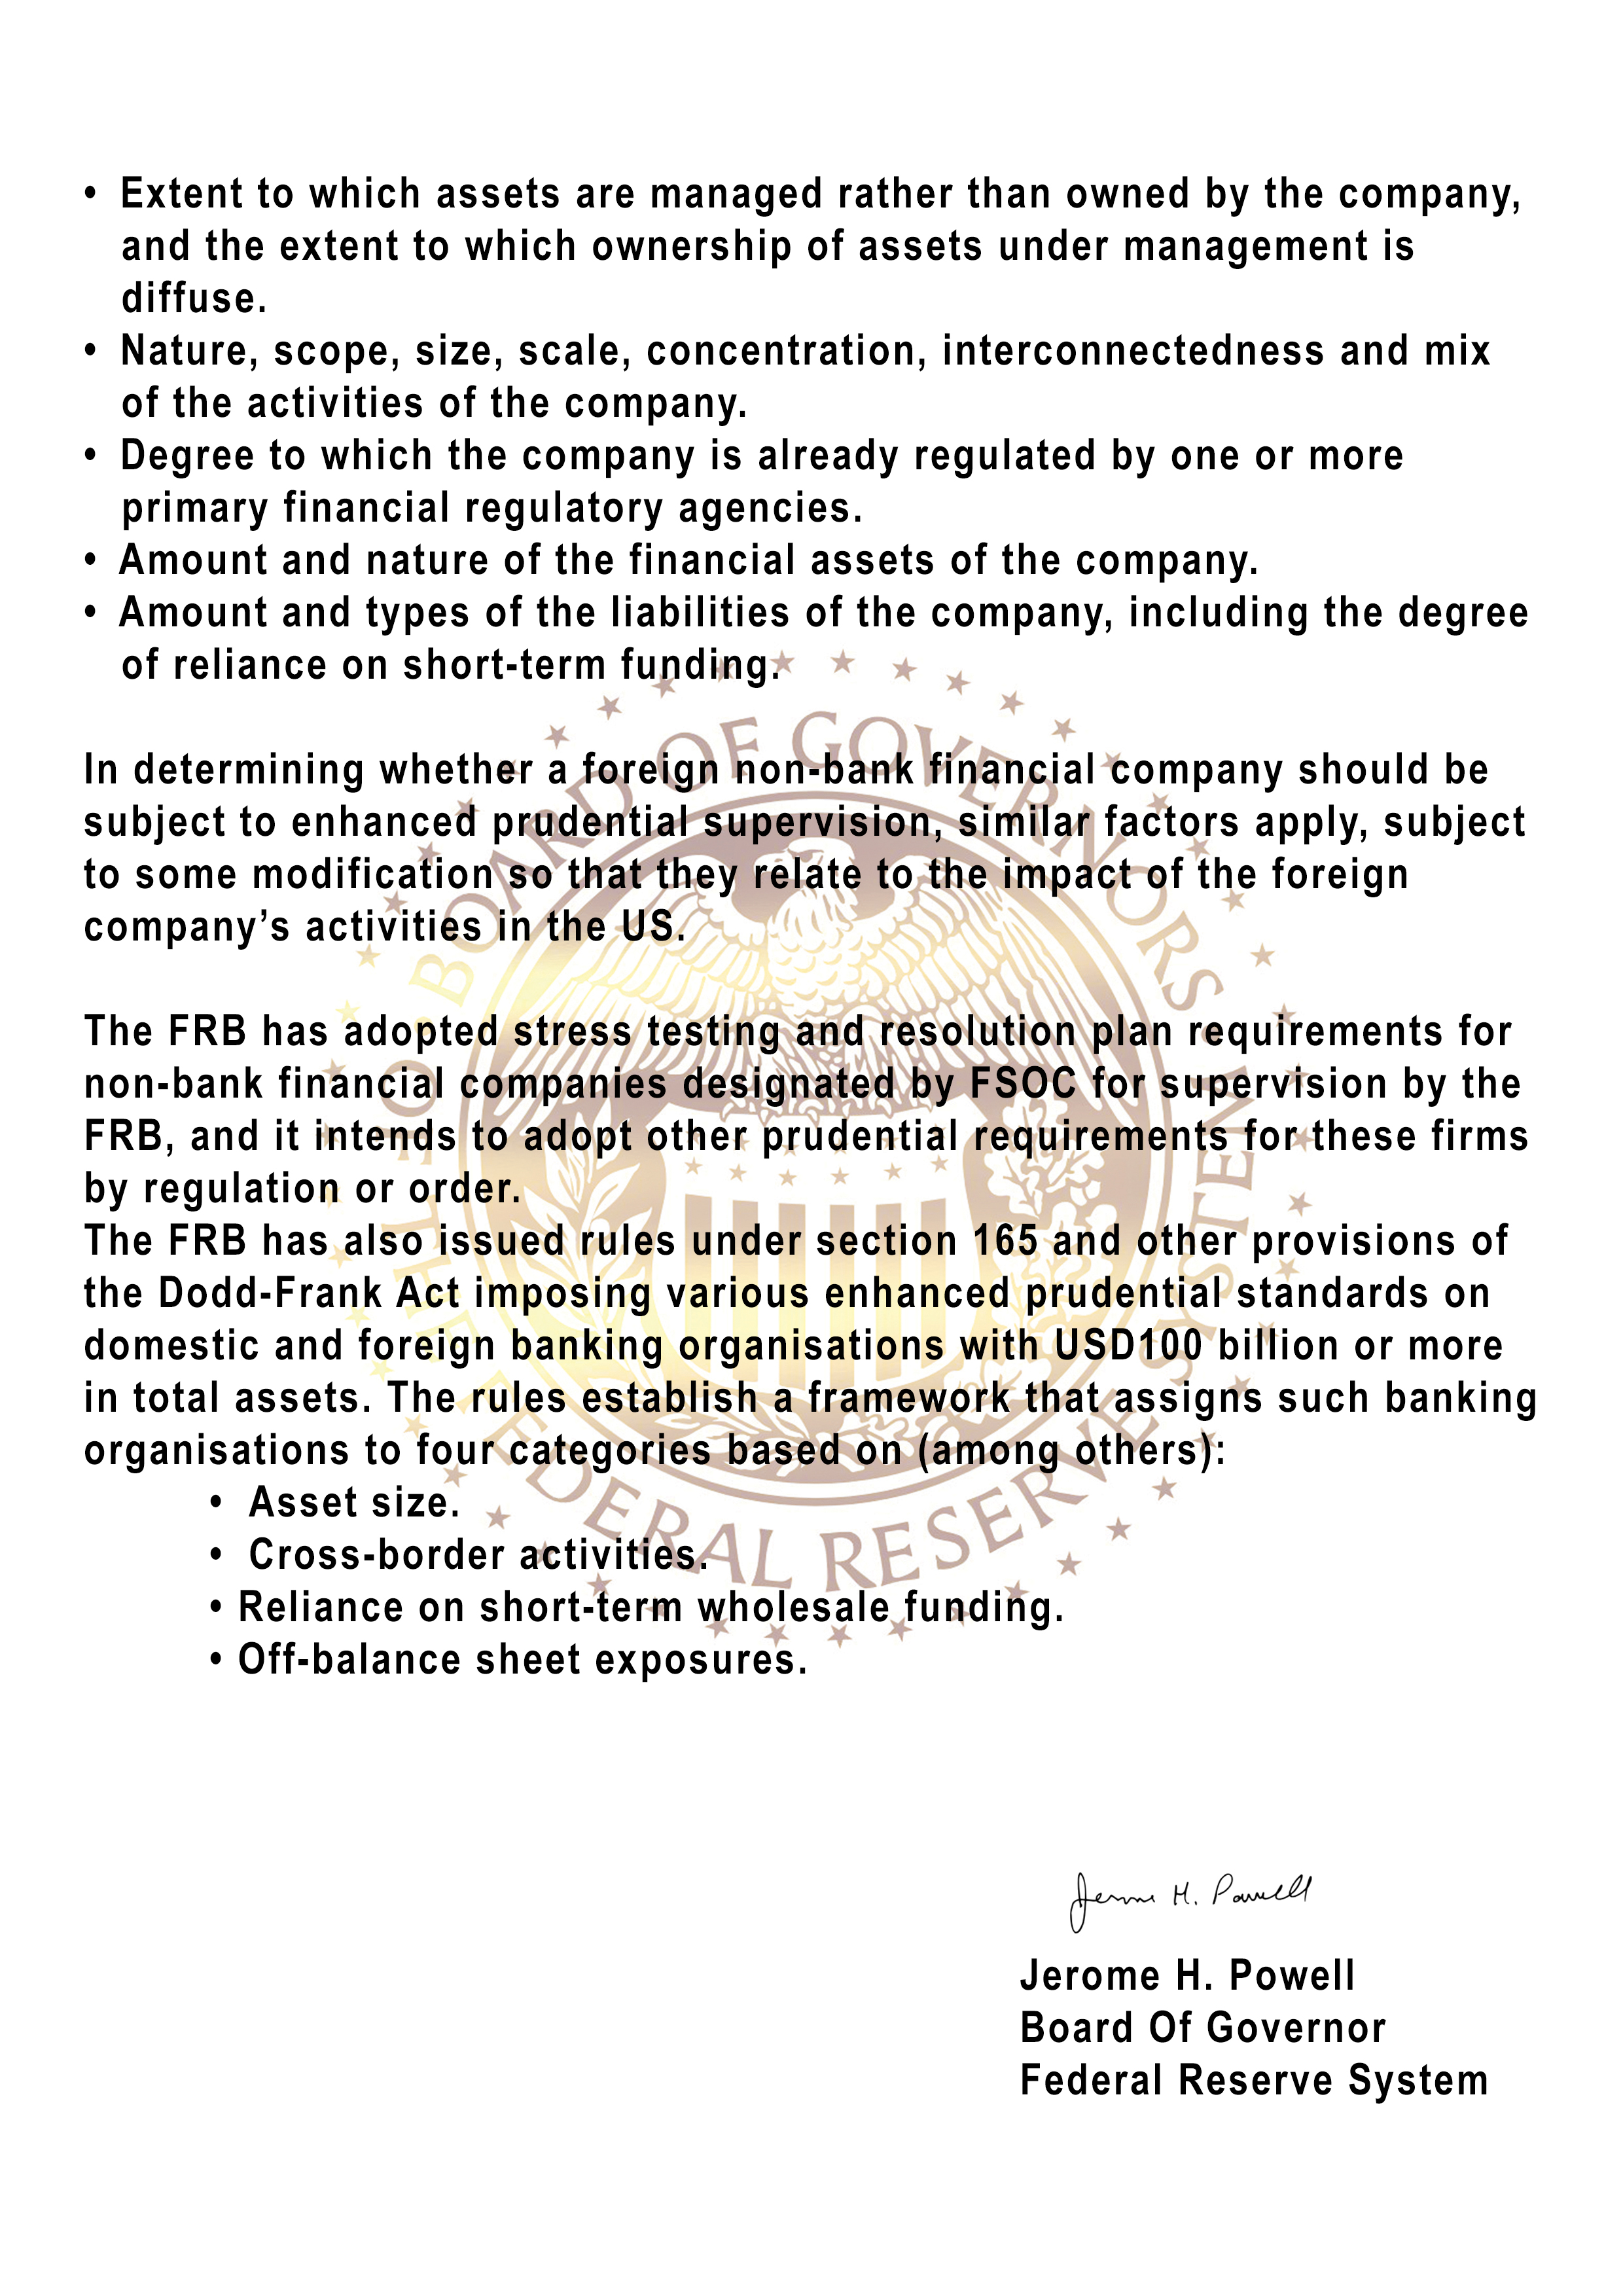 • Extent to which assets are managed rather than owned by the company,
and the extent to which ownership of assets under management is
diffuse.
• Nature, scope, size, scale, concentration, interconnectedness and mix
of the activities of the company.
• Degree to which the company is already regulated by one or more
primary financial regulatory agencies.
• Amount and nature of the financial assets of the company.
• Amount and types of the liabilities of the company, including the degree
of reliance on short-term funding.
In determining whether a foreign non-bank financial company should be
subject to enhanced prudential supervision, similar factors apply, subject
to some modification so that they relate to the impact of the foreign
company’s activities in the US.
The FRB has adopted stress testing and resolution plan requirements for
non-bank financial companies designated by FSOC for supervision by the
FRB, and it intends to adopt other prudential requirements for these firms
by regulation or order.
The FRB has also issued rules under section 165 and other provisions of
the Dodd-Frank Act imposing various enhanced prudential standards on
domestic and foreign banking organisations with USD100 billion or more
in total assets. The rules establish a framework that assigns such banking
organisations to four categories based on (among others):
• Asset size.
• Cross-border activities.
• Reliance on short-term wholesale funding.
• Off-balance sheet exposures.
BOARD OF GOVERNORS
OF THE FEDERAL RESERVE SYSTEM
Jerome H. Powell
Jerome H. Powell
Board Of Governor
Federal Reserve System